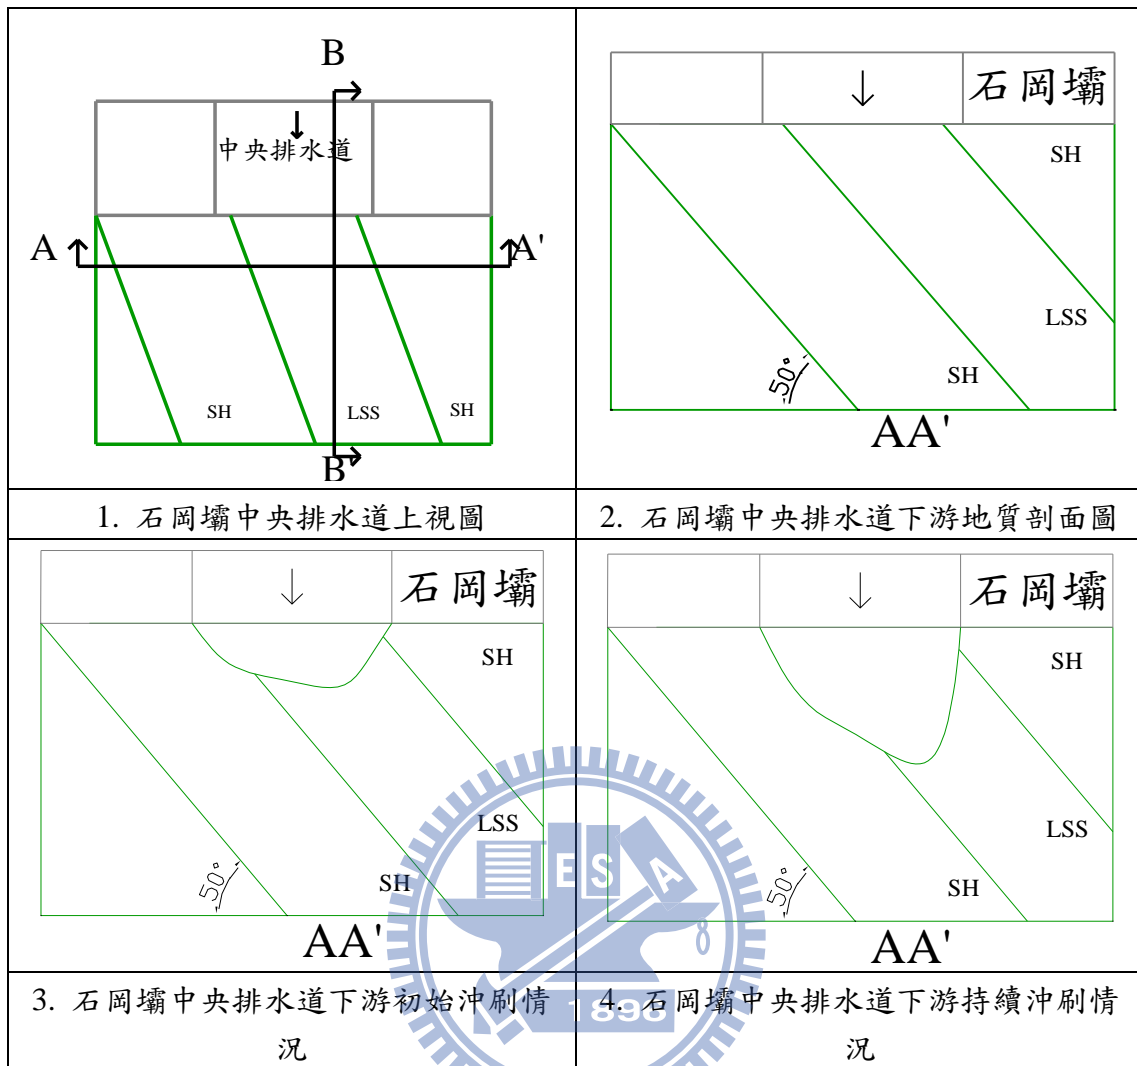 B
中央排水道
A
A'
SH
LSS
SH
B'
1. 石岡壩中央排水道上視圖
石岡壩
SH
LSS
SH
50°
AA'
2. 石岡壩中央排水道下游地質剖面圖
石岡壩
SH
LSS
SH
50°
AA'
3. 石岡壩中央排水道下游初始沖刷情
況
石岡壩
SH
LSS
SH
50°
AA'
4. 石岡壩中央排水道下游持續沖刷情
況
E S A
8
1896